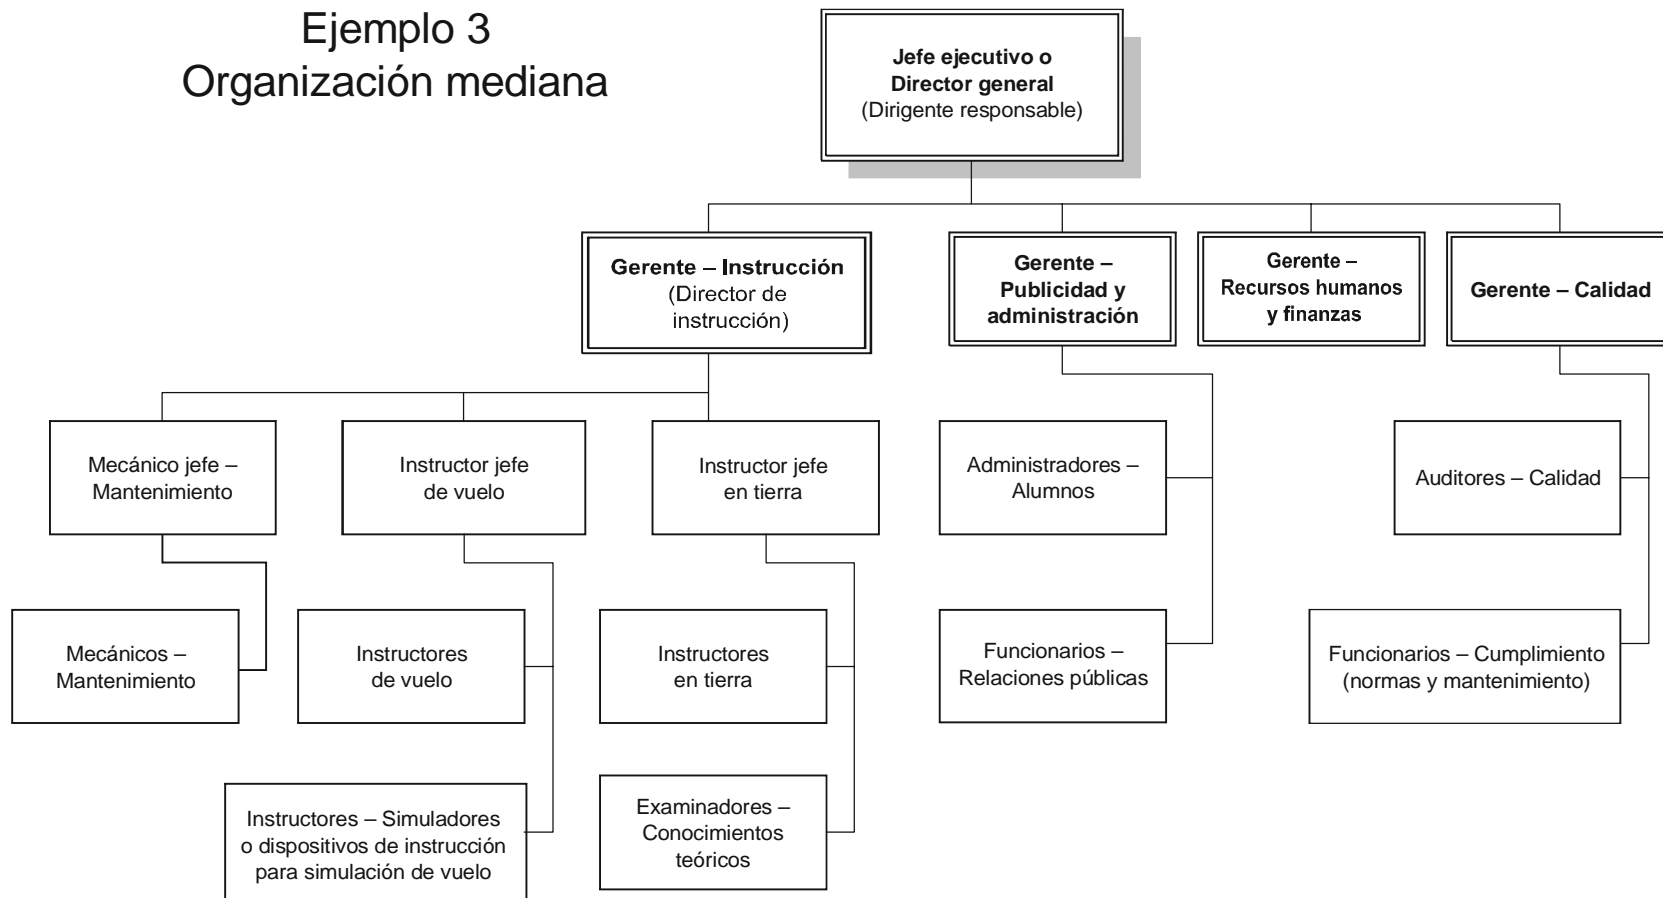 Ejemplo 3
Organización mediana
Jefe ejecutivo o
Director general
(Dirigente responsable)
Gerente – Instrucción
(Director de
instrucción)
Gerente –
Publicidad y
administración
Gerente –
Recursos humanos
y finanzas
Gerente – Calidad
Mecánico jefe –
Mantenimiento
Instructor jefe
de vuelo
Instructor jefe
en tierra
Administradores –
Alumnos
Auditores – Calidad
Mecánicos –
Mantenimiento
Instructores
de vuelo
Instructores
en tierra
Funcionarios –
Relaciones públicas
Funcionarios – Cumplimiento
(normas y mantenimiento)
Instructores – Simuladores
o dispositivos de instrucción
para simulación de vuelo
Examinadores –
Conocimientos
teóricos